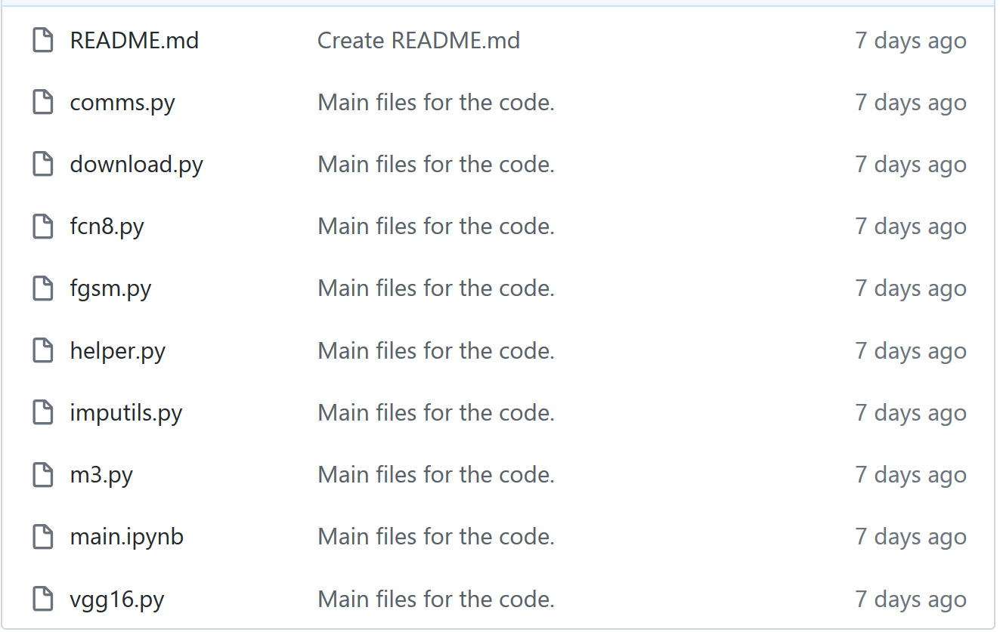 README.md Create README.md 7 days ago
comms.py Main files for the code. 7 days ago
download.py Main files for the code. 7 days ago
fcn8.py Main files for the code. 7 days ago
fgsm.py Main files for the code. 7 days ago
helper.py Main files for the code. 7 days ago
imputils.py Main files for the code. 7 days ago
m3.py Main files for the code. 7 days ago
main.ipynb Main files for the code. 7 days ago
vgg16.py Main files for the code. 7 days ago